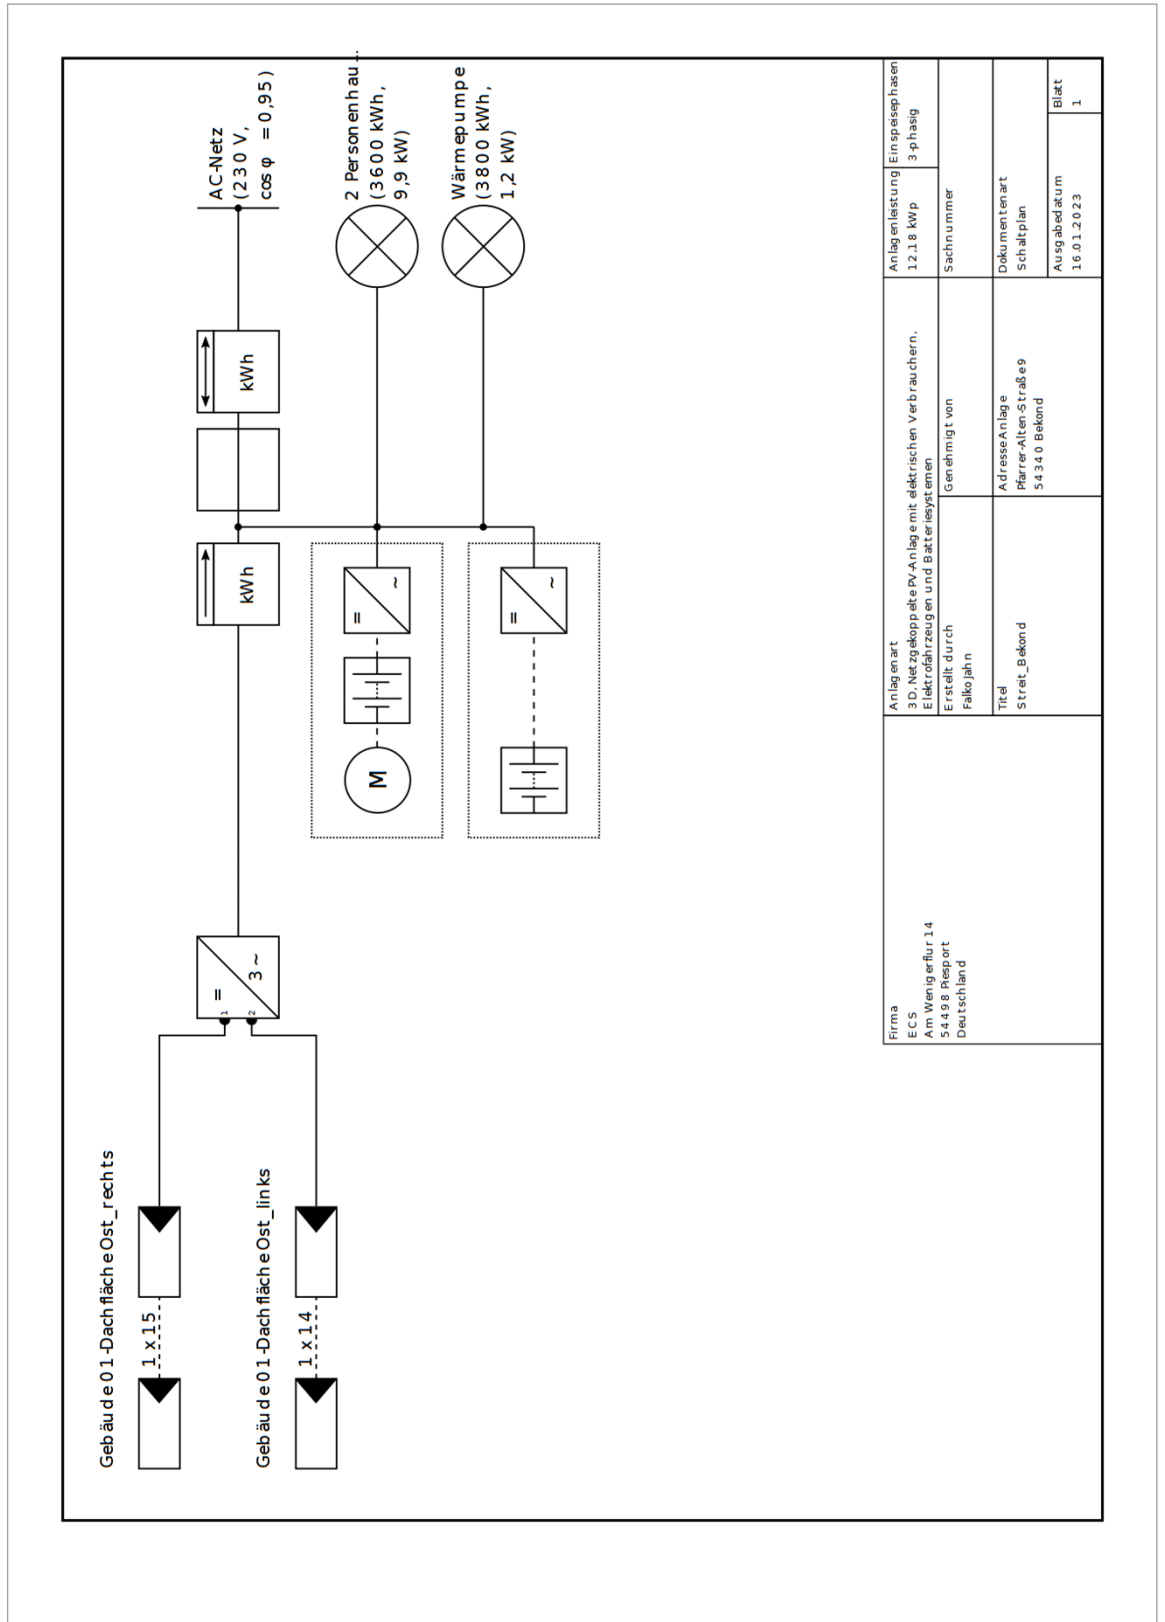 Gebäude 01-Dachfläche Ost_rechts
1 x 15
Gebäude 01-Dachfläche Ost_links
1 x 14
1
2
=
3 ~
kWh
kWh
AC-Netz
(230 V,
cos φ = 0,95)
M
=
~
2 Personenhau...
(3600 kWh,
9,9 kW)
=
~
Wärmepumpe
(3800 kWh,
1,2 kW)
Firma
ECS
Am Wenigerflur 14
54498 Piesport
Deutschland
Anlagenart
3D, Netzgekoppelte PV-Anlage mit elektrischen Verbrauchern,
Elektrofahrzeugen und Batteriesystemen
Anlagenleistung
12.18 kWp
Einspeisephasen
3-phasig
Erstellt durch
Falko Jahn
Genehmigt von
Sachnummer
Titel
Streit_Bekond
Adresse Anlage
Pfarrer-Alten-Straße 9
54340 Bekond
Dokumentenart
Schaltplan
Ausgabedatum
16.01.2023
Blatt
1